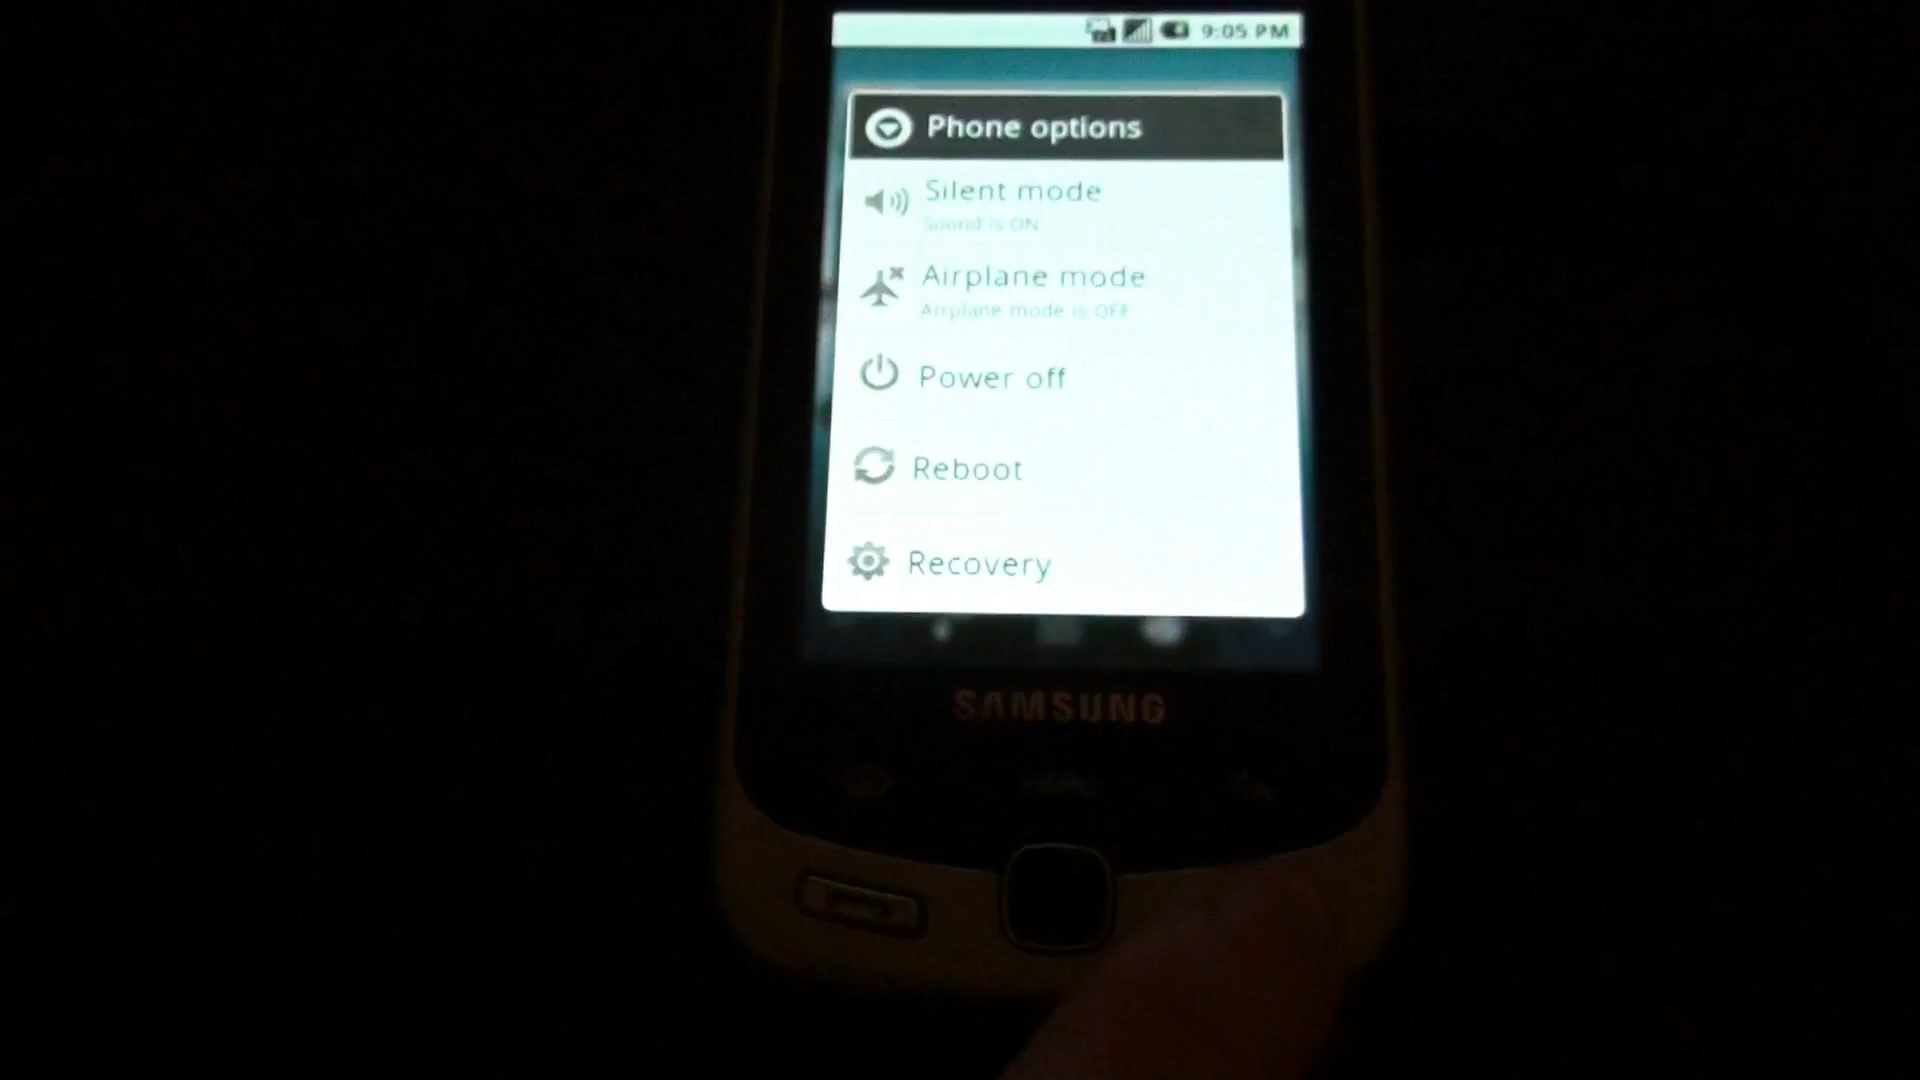 9:05 PM
Phone options
Silent mode
Sound is ON
Airplane mode
Airplane mode is OFF
Power off
Reboot
Recovery
SAMSUNG